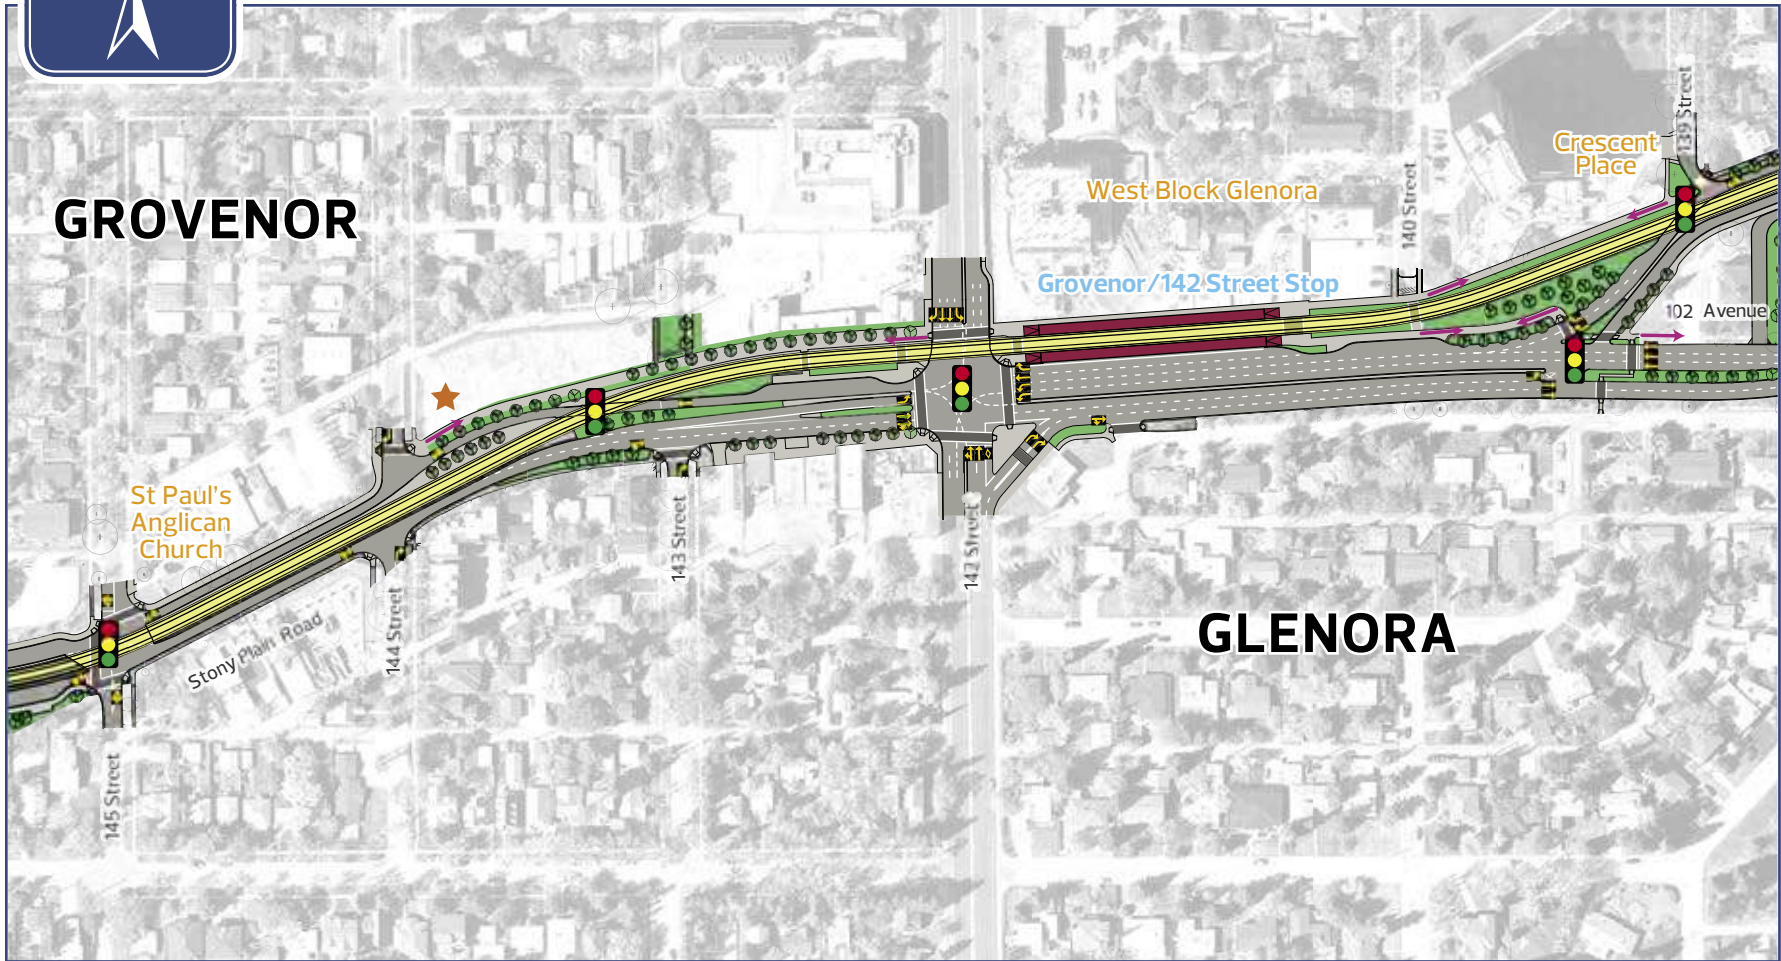 139 Street
Crescent
Place
West Block Glenora
140 Street
GROVENOR
Grovenor/142 Street Stop
102 Avenue
St Paul's
Anglican
Church
143 Street
142 Street
144 Street
Stony Plain Road
GLENORA
145 Street